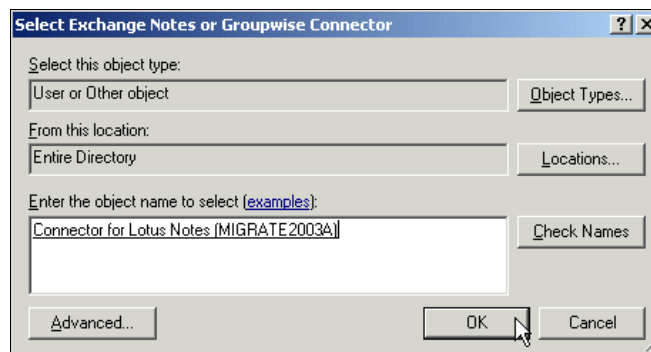 Select Exchange Notes or Groupwise Connector
Select this object type:
User or Other object
Object Types...
From this location:
Entire Directory
Locations...
Enter the object name to select (examples):
Connector for Lotus Notes (MIGRATE2003A)
Check Names
Advanced...
OK
Cancel